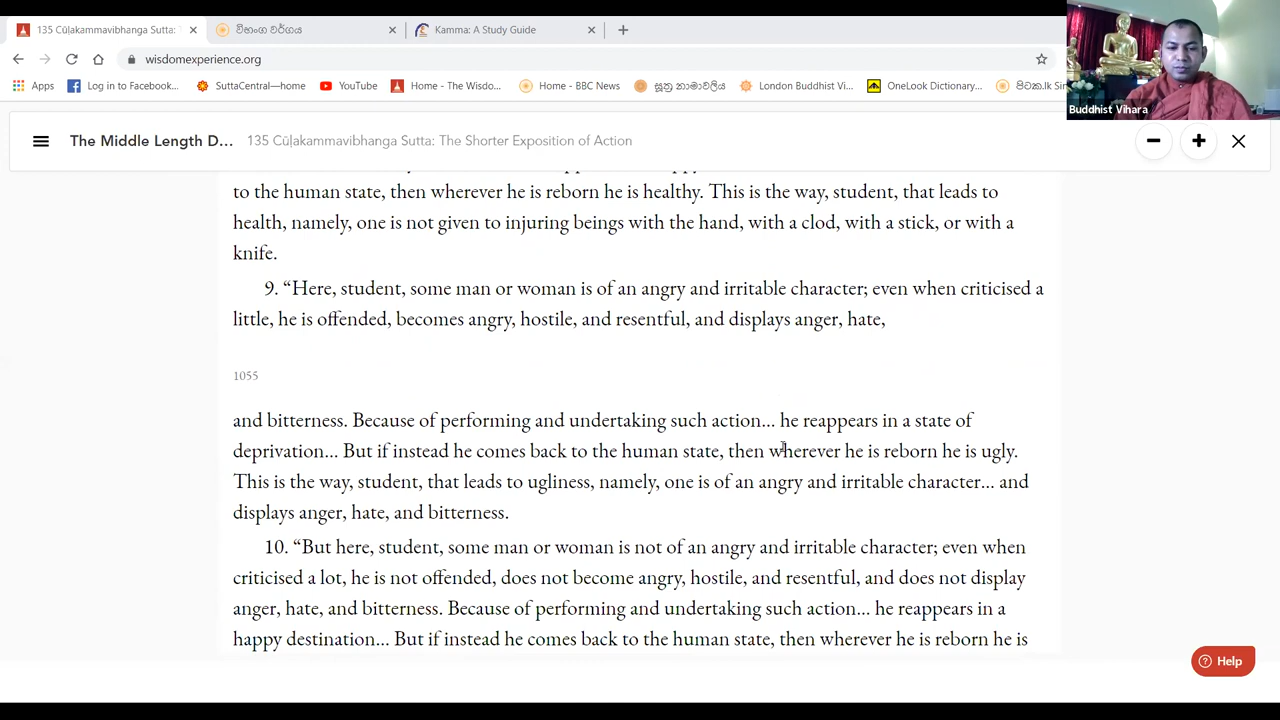 135 Cūḷakammavibhanga Sutta:
විභංග වර්ගය
Kamma: A Study Guide
wisdomexperience.org
Apps Log in to Facebook... SuttaCentral—home YouTube Home - The Wisdo... Home - BBC News සූත්‍ර නාමාවලිය London Buddhist Vi... OneLook Dictionary... පිටක.lk Sin
Buddhist Vihara
The Middle Length D... 135 Cūḷakammavibhanga Sutta: The Shorter Exposition of Action
to the human state, then wherever he is reborn he is healthy. This is the way, student, that leads to
health, namely, one is not given to injuring beings with the hand, with a clod, with a stick, or with a
knife.
9. “Here, student, some man or woman is of an angry and irritable character; even when criticised a
little, he is offended, becomes angry, hostile, and resentful, and displays anger, hate,
1055
and bitterness. Because of performing and undertaking such action... he reappears in a state of
deprivation... But if instead he comes back to the human state, then wherever he is reborn he is ugly.
This is the way, student, that leads to ugliness, namely, one is of an angry and irritable character... and
displays anger, hate, and bitterness.
10. “But here, student, some man or woman is not of an angry and irritable character; even when
criticised a lot, he is not offended, does not become angry, hostile, and resentful, and does not display
anger, hate, and bitterness. Because of performing and undertaking such action... he reappears in a
happy destination... But if instead he comes back to the human state, then wherever he is reborn he is
Help